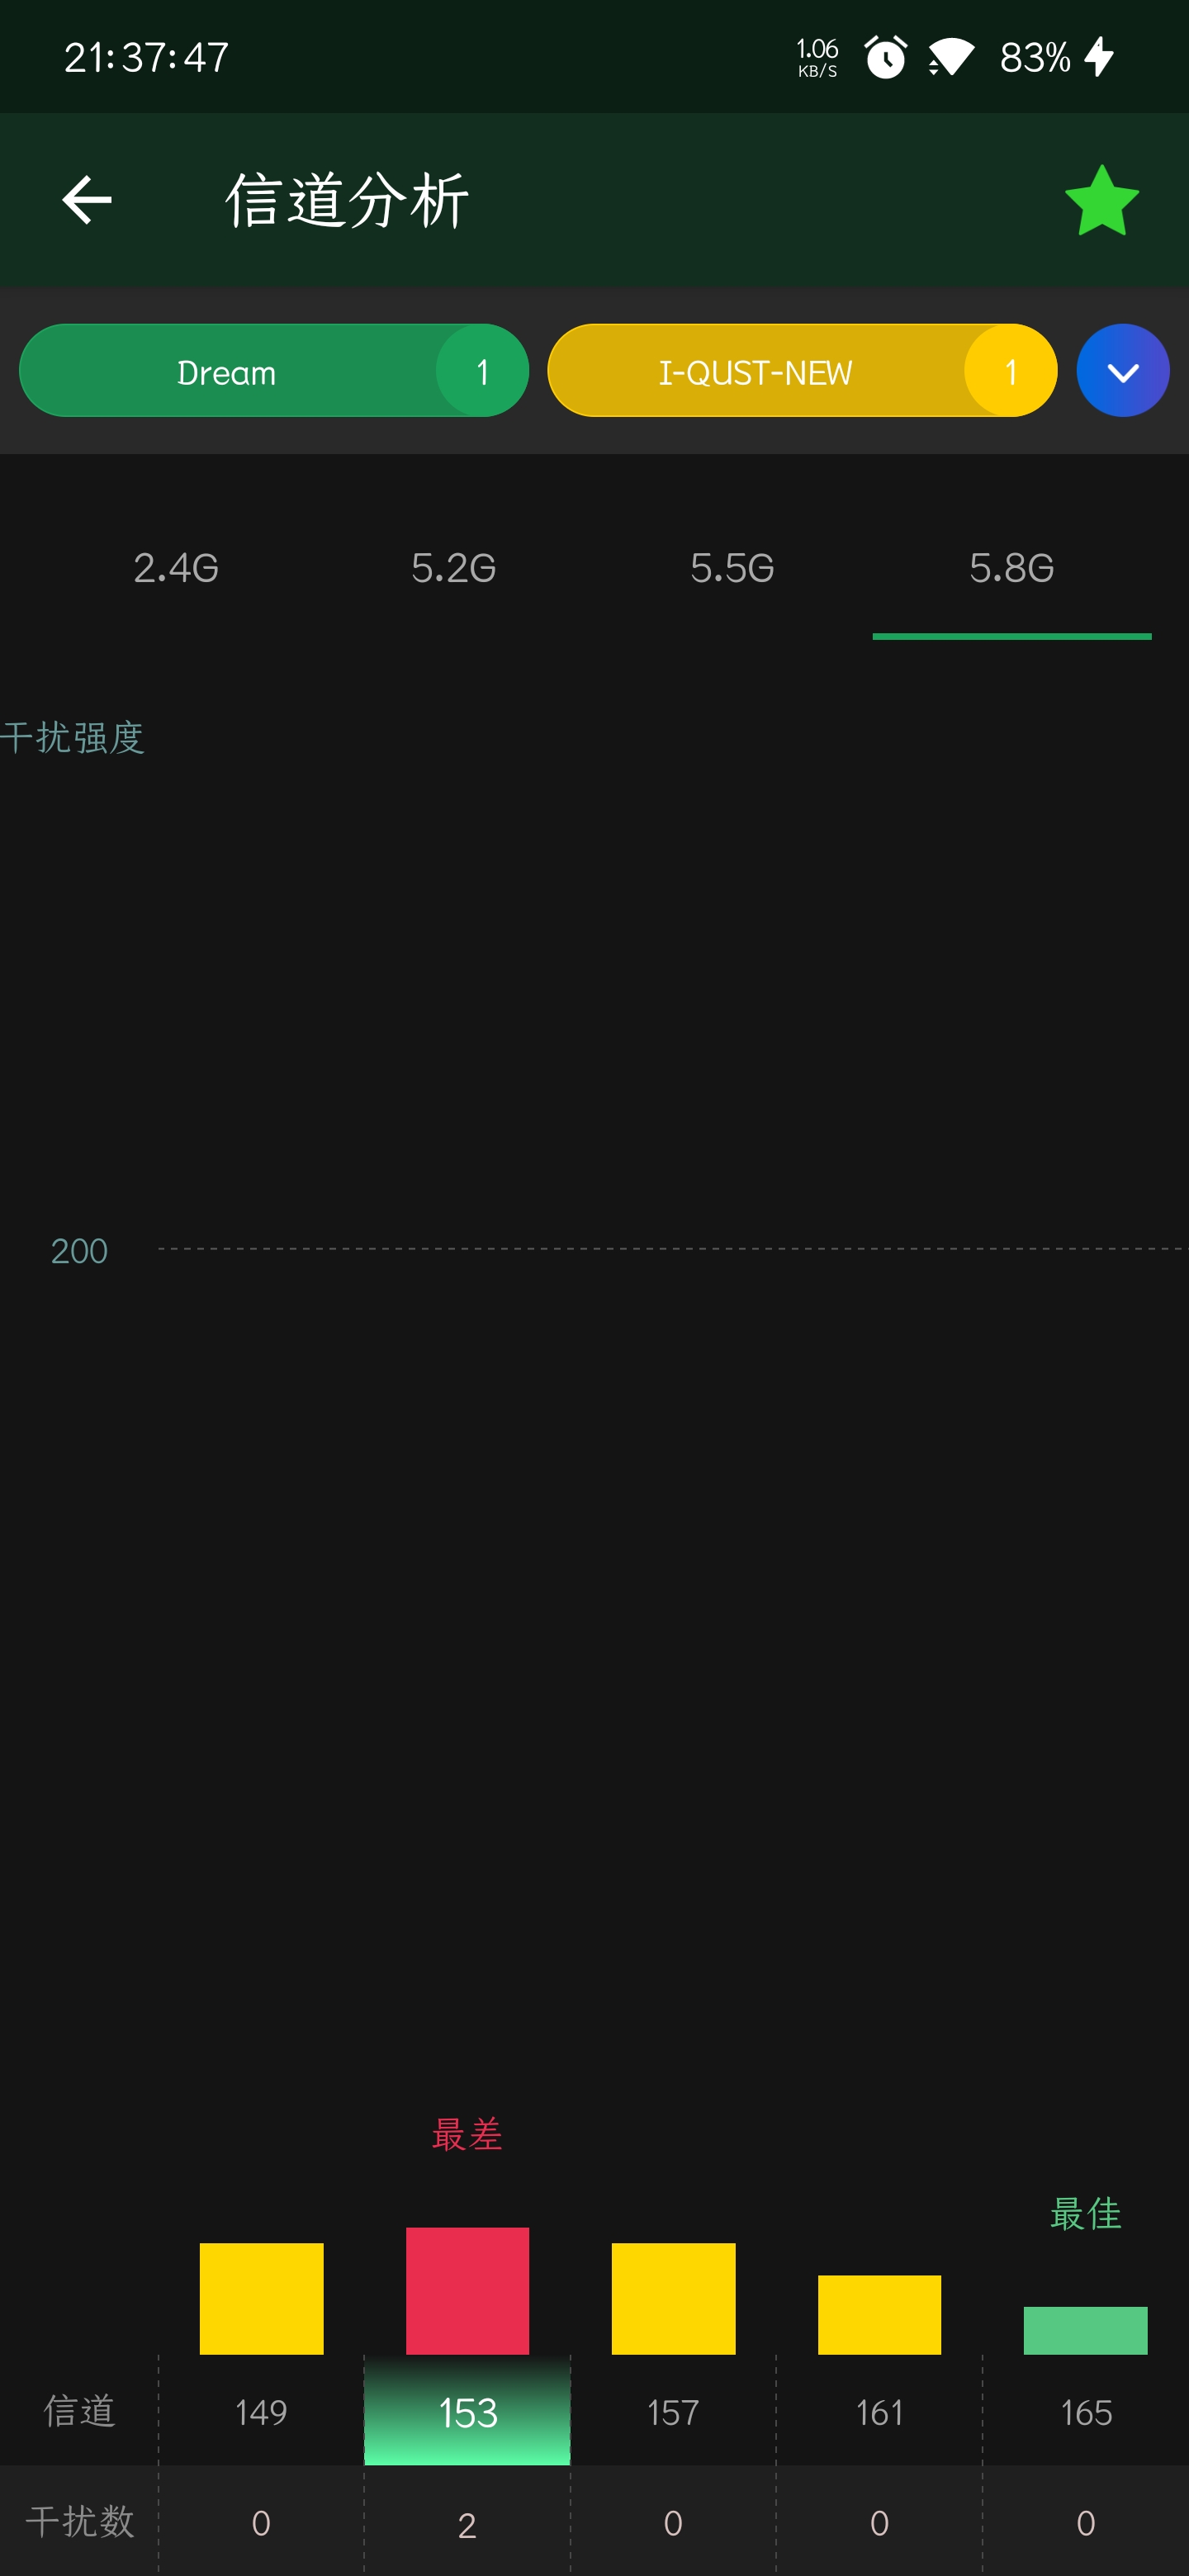 21:37:47 1.06 KB/S 83%
信道分析
Dream 1 I-QUST-NEW 1
2.4G 5.2G 5.5G 5.8G
干扰强度
200
最差
最佳
信道 149 153 157 161 165
干扰数 0 2 0 0 0